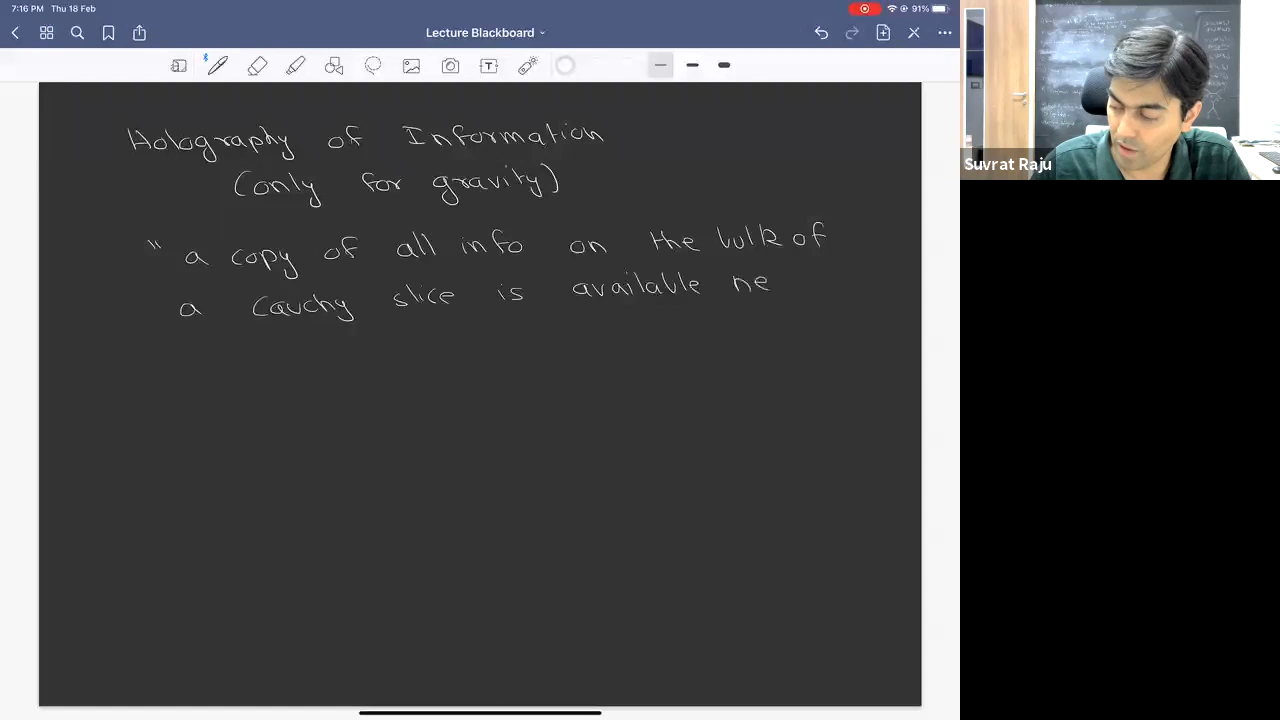 7:16 PM Thu 18 Feb
91%
Lecture Blackboard
T
Holography of Information
(only for gravity)
" a copy of all info on the bulk of
a Cauchy slice is available ne
Suvrat Raju